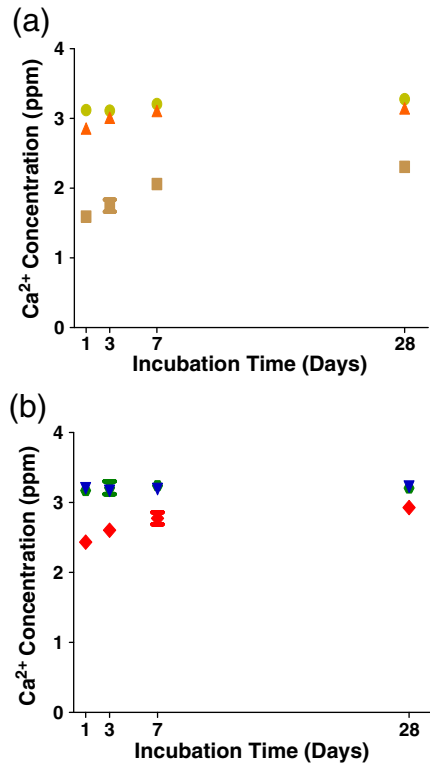 (a)
Ca²⁺ Concentration (ppm)
4
3
2
1
0
1 3 7 28
Incubation Time (Days)
(b)
Ca²⁺ Concentration (ppm)
4
3
2
1
0
1 3 7 28
Incubation Time (Days)